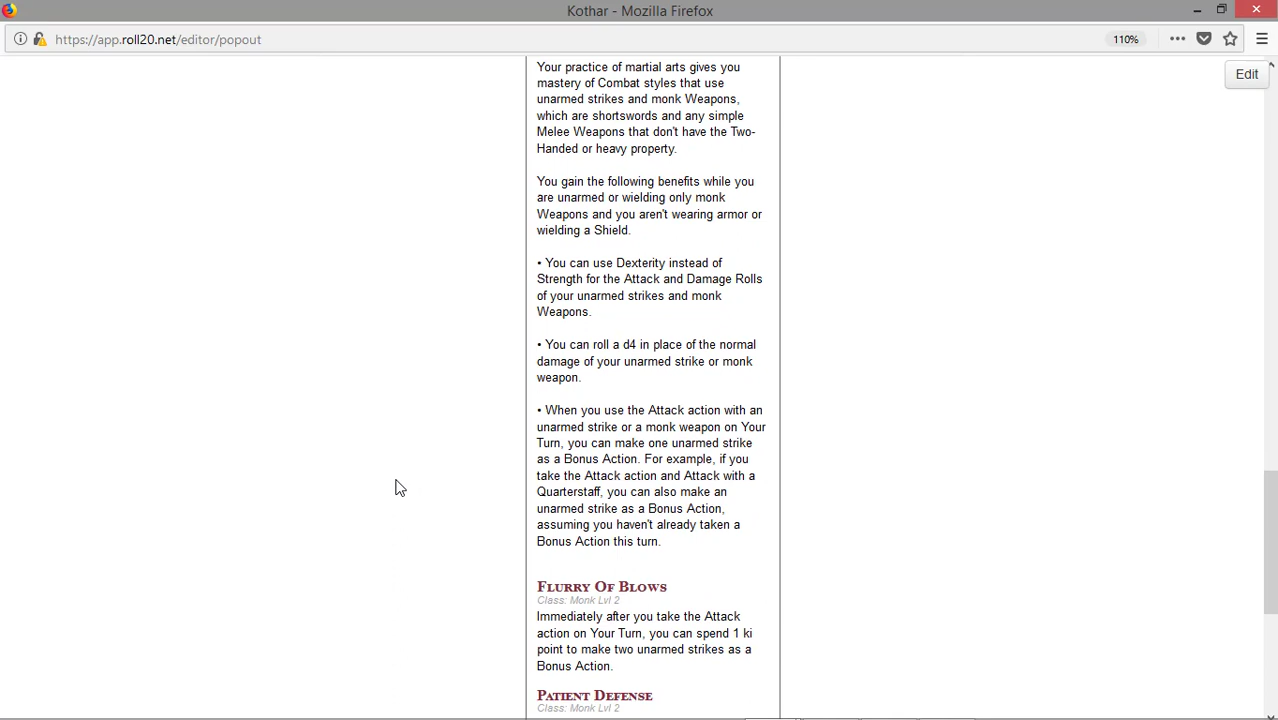 Kothar - Mozilla Firefox
https://app.roll20.net/editor/popout
110%
Edit
Your practice of martial arts gives you
mastery of Combat styles that use
unarmed strikes and monk Weapons,
which are shortswords and any simple
Melee Weapons that don't have the Two-
Handed or heavy property.
You gain the following benefits while you
are unarmed or wielding only monk
Weapons and you aren't wearing armor or
wielding a Shield.
• You can use Dexterity instead of
Strength for the Attack and Damage Rolls
of your unarmed strikes and monk
Weapons.
• You can roll a d4 in place of the normal
damage of your unarmed strike or monk
weapon.
• When you use the Attack action with an
unarmed strike or a monk weapon on Your
Turn, you can make one unarmed strike
as a Bonus Action. For example, if you
take the Attack action and Attack with a
Quarterstaff, you can also make an
unarmed strike as a Bonus Action,
assuming you haven't already taken a
Bonus Action this turn.
Flurry Of Blows
Class: Monk Lvl 2
Immediately after you take the Attack
action on Your Turn, you can spend 1 ki
point to make two unarmed strikes as a
Bonus Action.
Patient Defense
Class: Monk Lvl 2